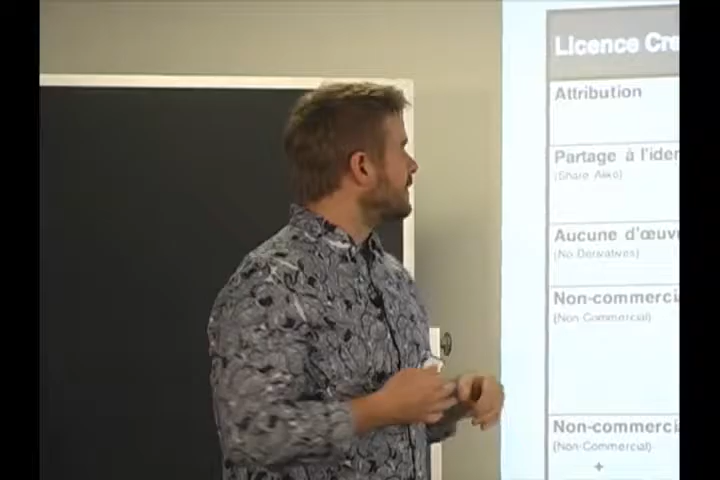 Licence Cre
Attribution
Partage à l'iden
(Share Alike)
Aucune d'œuv
(No Derivatives)
Non-commerci
(Non Commercial)
Non-commerci
(Non-Commercial)